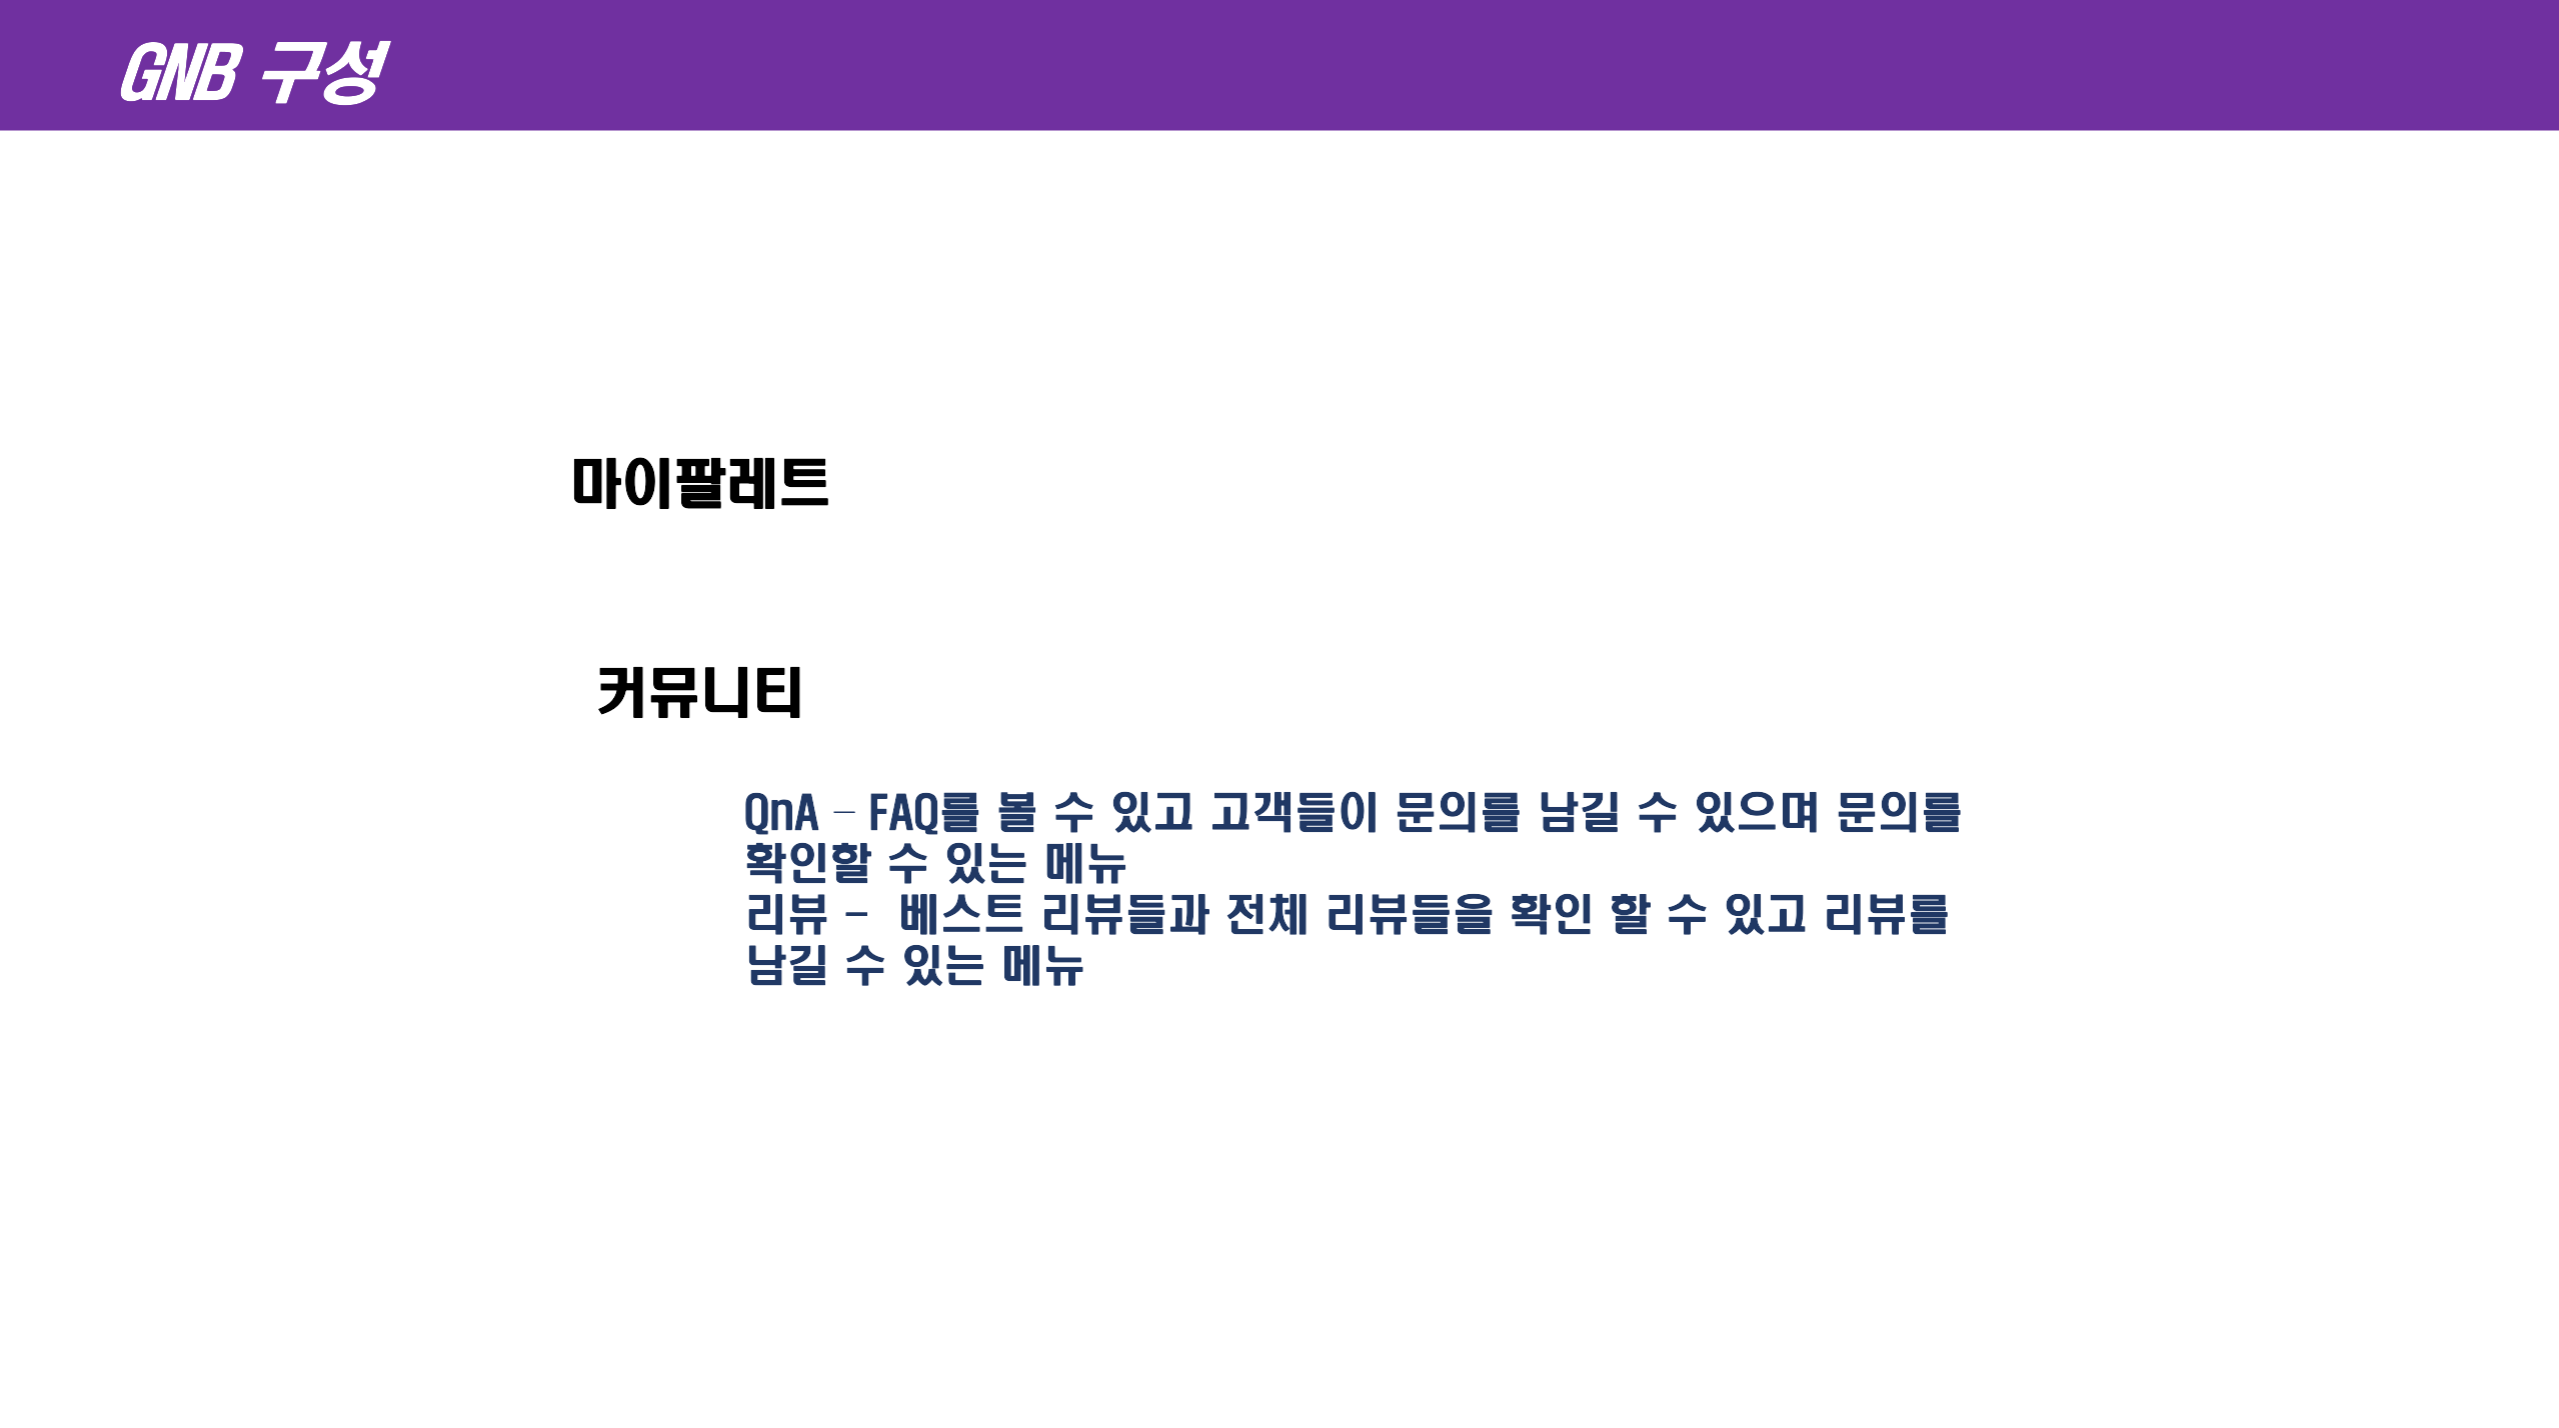 GNB 구성
마이팔레트
커뮤니티
QnA – FAQ를 볼 수 있고 고객들이 문의를 남길 수 있으며 문의를
확인할 수 있는 메뉴
리뷰 - 베스트 리뷰들과 전체 리뷰들을 확인 할 수 있고 리뷰를
남길 수 있는 메뉴